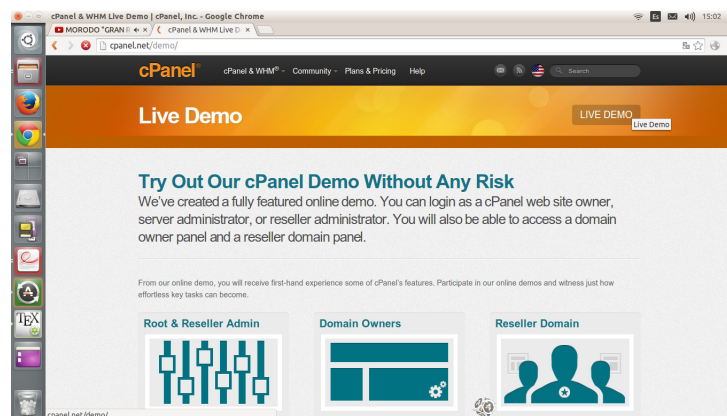 cPanel & WHM Live Demo | cPanel, Inc. - Google Chrome
Es
15:02
MORODO "GRAN R
cPanel & WHM Live D
cpanel.net/demo/
cPanel®
cPanel & WHM® Community Plans & Pricing Help
Search
Live Demo
LIVE DEMO
Live Demo
Try Out Our cPanel Demo Without Any Risk
We've created a fully featured online demo. You can login as a cPanel web site owner,
server administrator, or reseller administrator. You will also be able to access a domain
owner panel and a reseller domain panel.
From our online demo, you will receive first-hand experience some of cPanel's features. Participate in our online demos and witness just how
effortless key tasks can become.
Root & Reseller Admin
Domain Owners
Reseller Domain
TEX
cpanel.net/demo/